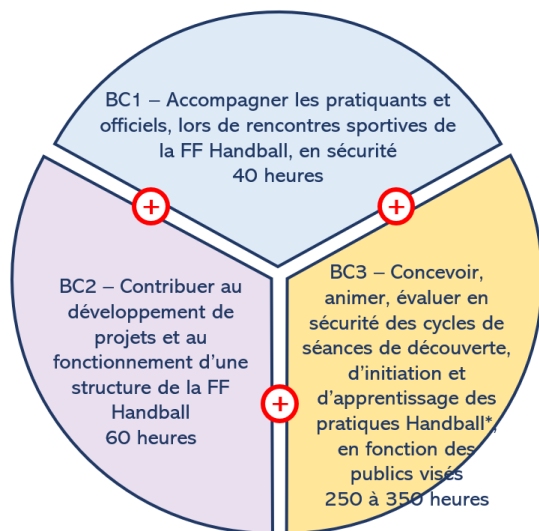 BC1 – Accompagner les pratiquants et
officiels, lors de rencontres sportives de
la FF Handball, en sécurité
40 heures
+
+
BC2 – Contribuer au
développement de
projets et au
fonctionnement d'une
structure de la FF
Handball
60 heures
BC3 – Concevoir,
animer, évaluer en
sécurité des cycles de
séances de découverte,
d'initiation et
d'apprentissage des
pratiques Handball*,
en fonction des
publics visés
250 à 350 heures
+